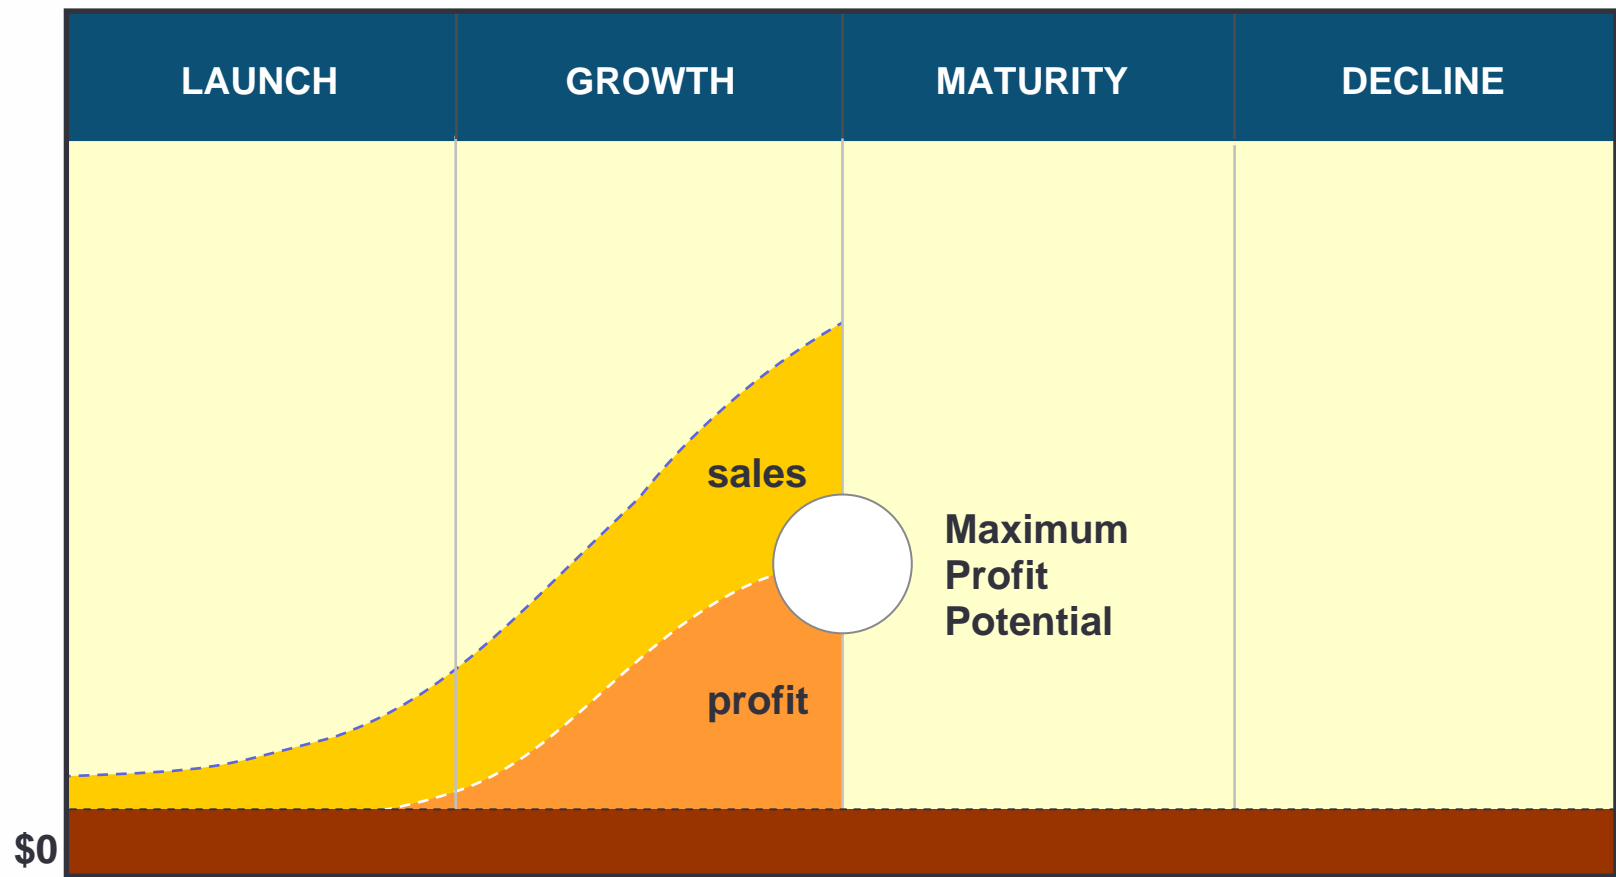 LAUNCH GROWTH MATURITY DECLINE
sales
Maximum
Profit
Potential
profit
$0